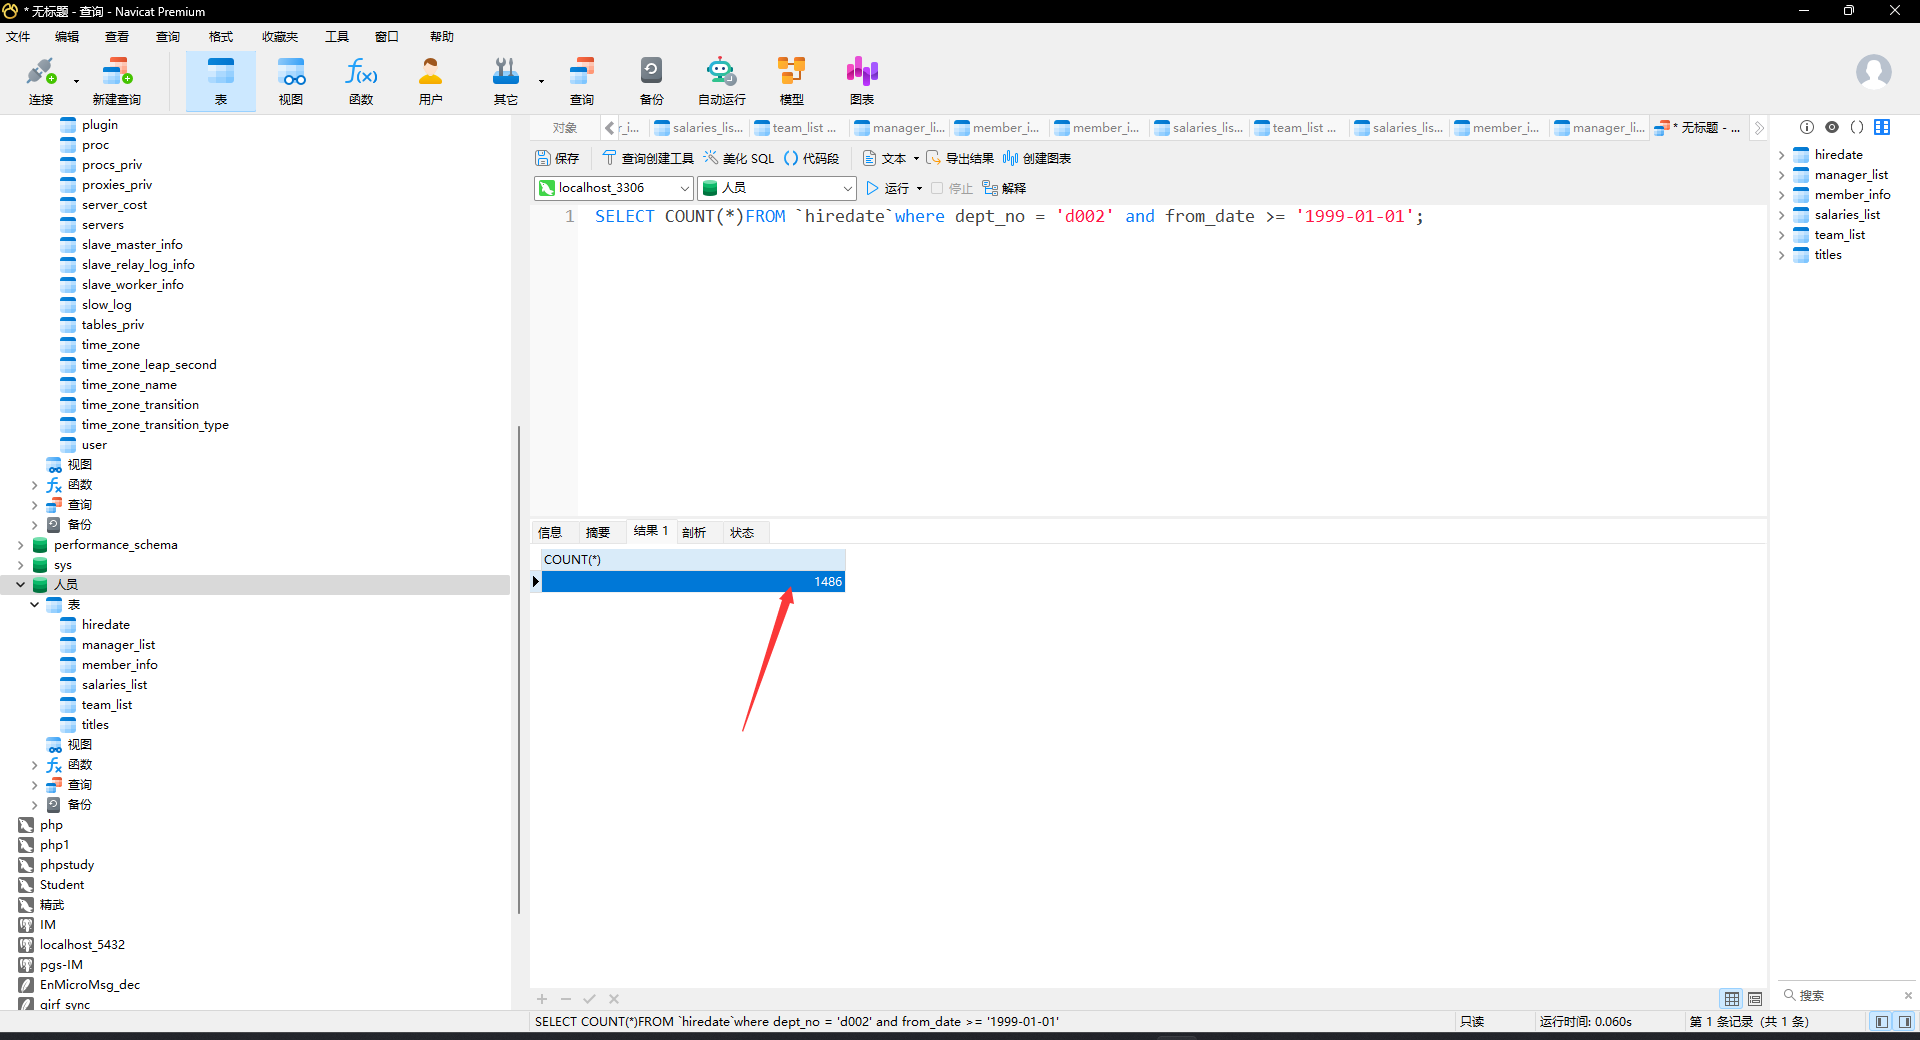 * 无标题 - 查询 - Navicat Premium
文件 编辑 查看 查询 格式 收藏夹 工具 窗口 帮助
连接 新建查询 表 视图 函数 用户 其它 查询 备份 自动运行 模型 图表
plugin
proc
procs_priv
proxies_priv
server_cost
servers
slave_master_info
slave_relay_log_info
slave_worker_info
slow_log
tables_priv
time_zone
time_zone_leap_second
time_zone_name
time_zone_transition
time_zone_transition_type
user
视图
函数
查询
备份
performance_schema
sys
人员
表
hiredate
manager_list
member_info
salaries_list
team_list
titles
视图
函数
查询
备份
php
php1
phpstudy
Student
精武
IM
localhost_5432
pgs-IM
EnMicroMsg_dec
girf_sync
对象 r_i... salaries_lis... team_list ... manager_li... member_i... member_i... salaries_lis... team_list ... salaries_lis... member_i... manager_li... * 无标题 - ...
保存 查询创建工具 美化 SQL () 代码段 文本 导出结果 创建图表
localhost_3306 人员 运行 停止 解释
1 SELECT COUNT(*)FROM `hiredate`where dept_no = 'd002' and from_date >= '1999-01-01';
信息 摘要 结果 1 剖析 状态
COUNT(*)
1486
hiredate
manager_list
member_info
salaries_list
team_list
titles
搜索
SELECT COUNT(*)FROM `hiredate`where dept_no = 'd002' and from_date >= '1999-01-01' 只读 运行时间: 0.060s 第 1 条记录 (共 1 条)